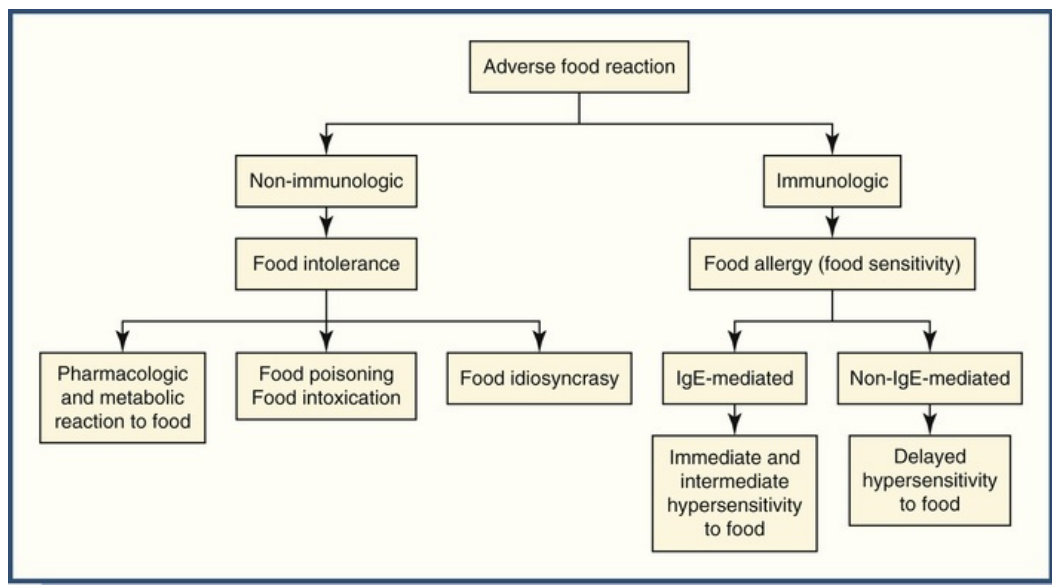 Adverse food reaction
Non-immunologic
Immunologic
Food intolerance
Food allergy (food sensitivity)
Pharmacologic
and metabolic
reaction to food
Food poisoning
Food intoxication
Food idiosyncrasy
IgE-mediated
Non-IgE-mediated
Immediate and
intermediate
hypersensitivity
to food
Delayed
hypersensitivity
to food